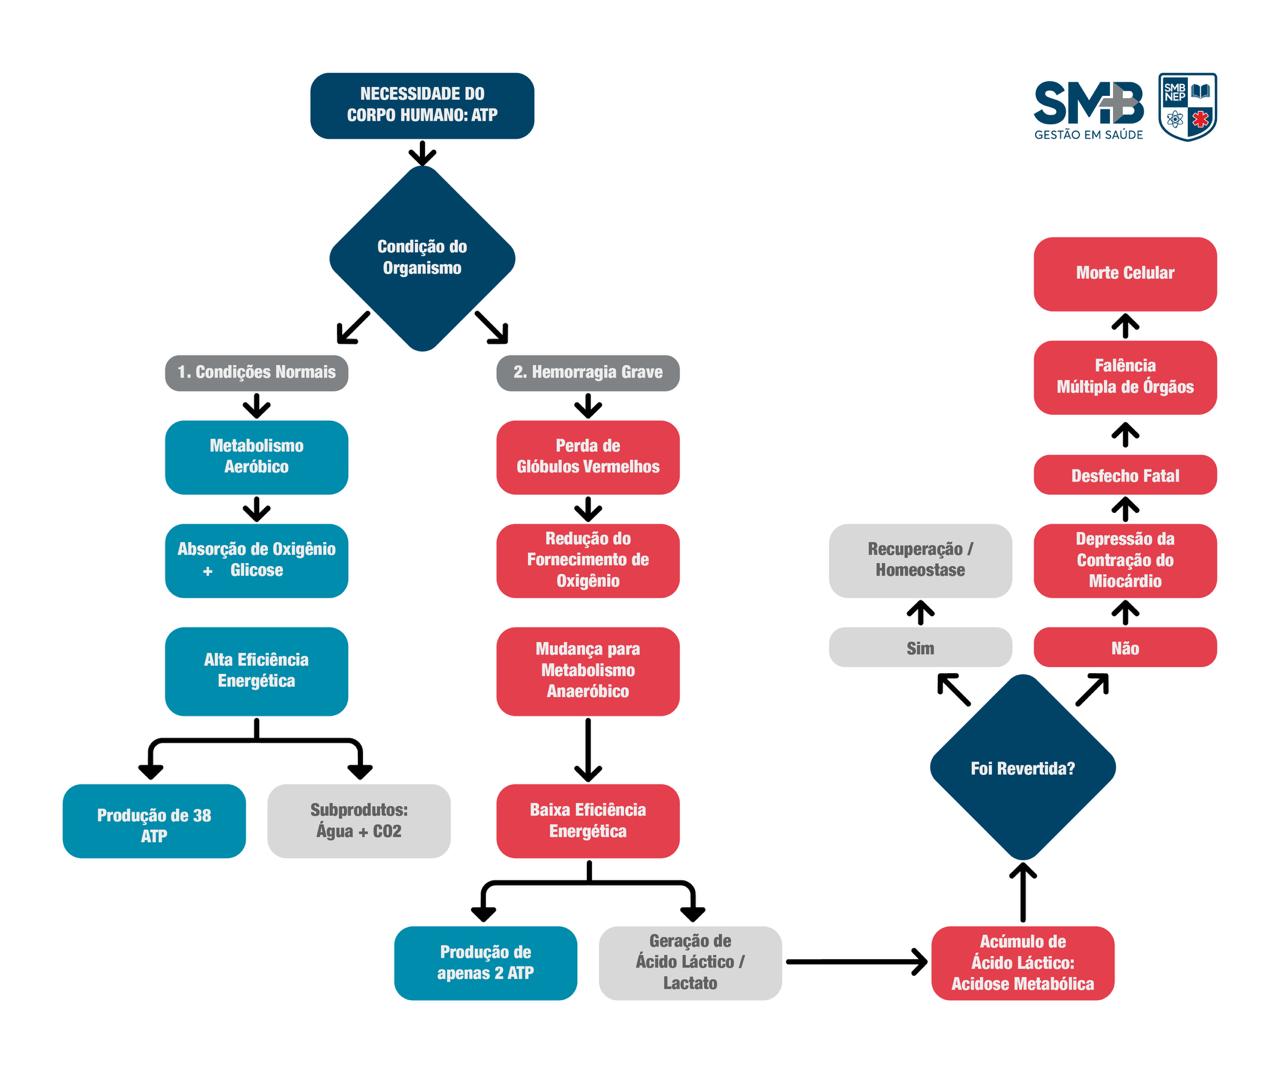 NECESSIDADE DO
CORPO HUMANO: ATP
SMB
GESTÃO EM SAÚDE
SMB
NEP
Condição do
Organismo
1. Condições Normais
2. Hemorragia Grave
Metabolismo
Aeróbico
Perda de
Glóbulos Vermelhos
Absorção de Oxigênio
+ Glicose
Redução do
Fornecimento de
Oxigênio
Alta Eficiência
Energética
Mudança para
Metabolismo
Anaeróbico
Produção de 38
ATP
Subprodutos:
Água + CO2
Baixa Eficiência
Energética
Produção de
apenas 2 ATP
Geração de
Ácido Láctico /
Lactato
Acúmulo de
Ácido Láctico:
Acidose Metabólica
Foi Revertida?
Sim
Recuperação /
Homeostase
Não
Depressão da
Contração do
Miocárdio
Desfecho Fatal
Falência
Múltipla de Órgãos
Morte Celular